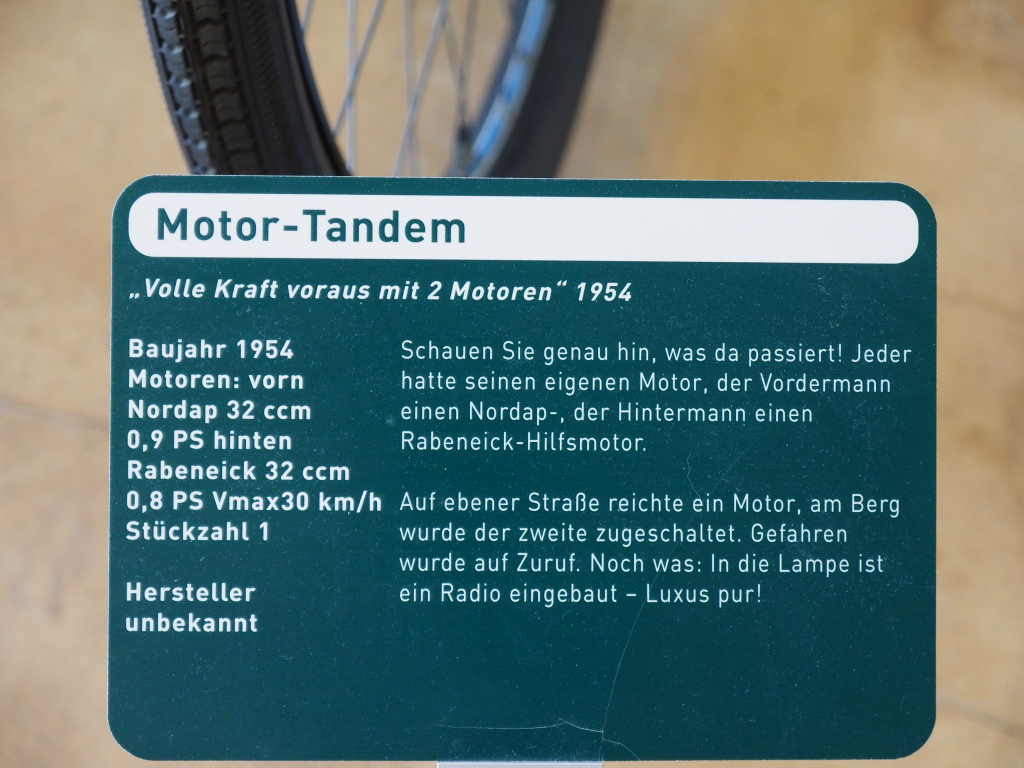 Motor-Tandem
„Volle Kraft voraus mit 2 Motoren“ 1954
Baujahr 1954
Motoren: vorn
Nordap 32 ccm
0,9 PS hinten
Rabeneick 32 ccm
0,8 PS Vmax30 km/h
Stückzahl 1
Hersteller
unbekannt
Schauen Sie genau hin, was da passiert! Jeder
hatte seinen eigenen Motor, der Vordermann
einen Nordap-, der Hintermann einen
Rabeneick-Hilfsmotor.
Auf ebener Straße reichte ein Motor, am Berg
wurde der zweite zugeschaltet. Gefahren
wurde auf Zuruf. Noch was: In die Lampe ist
ein Radio eingebaut – Luxus pur!